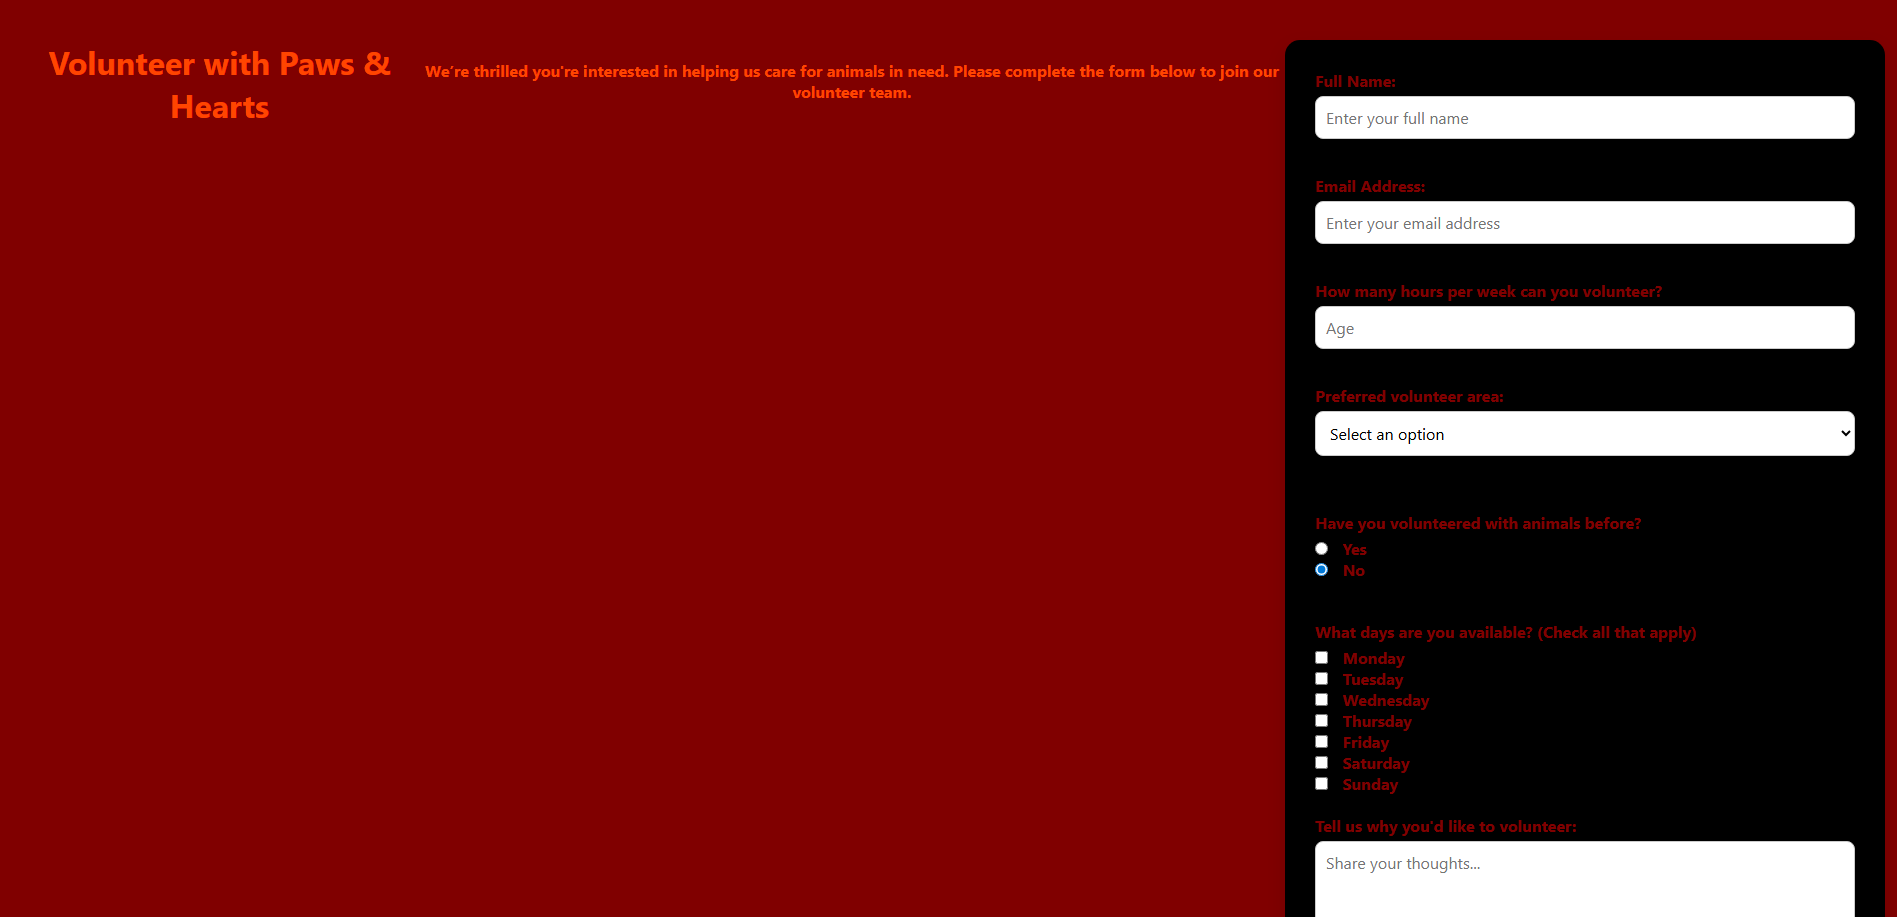 Volunteer with Paws &
Hearts
We're thrilled you're interested in helping us care for animals in need. Please complete the form below to join our
volunteer team.
Full Name:
Enter your full name
Email Address:
Enter your email address
How many hours per week can you volunteer?
Age
Preferred volunteer area:
Select an option
Have you volunteered with animals before?
Yes
No
What days are you available? (Check all that apply)
Monday
Tuesday
Wednesday
Thursday
Friday
Saturday
Sunday
Tell us why you'd like to volunteer:
Share your thoughts...